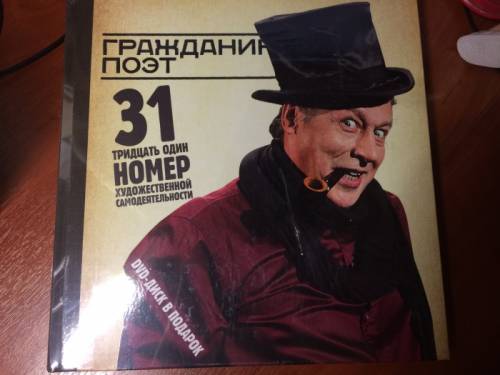 ГРАЖДАНИН
ПОЭТ
31
ТРИДЦАТЬ ОДИН
НОМЕР
ХУДОЖЕСТВЕННОЙ
САМОДЕЯТЕЛЬНОСТИ
DVD-ДИСК В ПОДАРОК